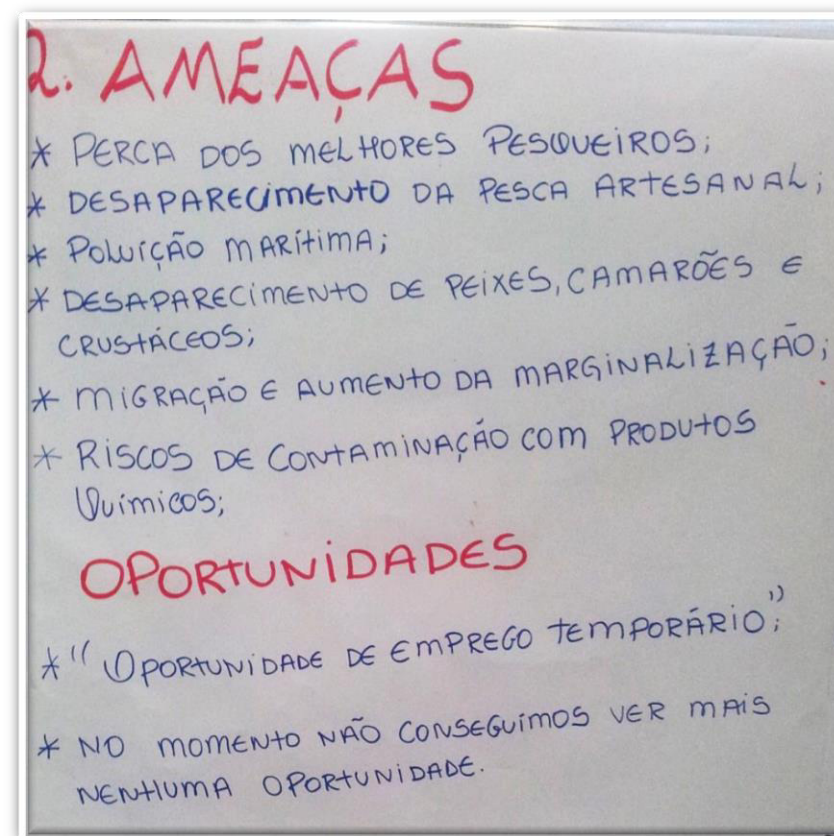 2. AMEAÇAS
* PERCA DOS MELHORES PESQUEIROS;
* DESAPARECIMENTO DA PESCA ARTESANAL;
* POLUIÇÃO MARÍTIMA;
* DESAPARECIMENTO DE PEIXES, CAMARÕES E
CRUSTÁCEOS;
* MIGRAÇÃO E AUMENTO DA MARGINALIZAÇÃO;
* RISCOS DE CONTAMINAÇÃO COM PRODUTOS
QUÍMICOS;
OPORTUNIDADES
* "OPORTUNIDADE DE EMPREGO TEMPORÁRIO";
* NO MOMENTO NÃO CONSEGUIMOS VER MAIS
NENHUMA OPORTUNIDADE.